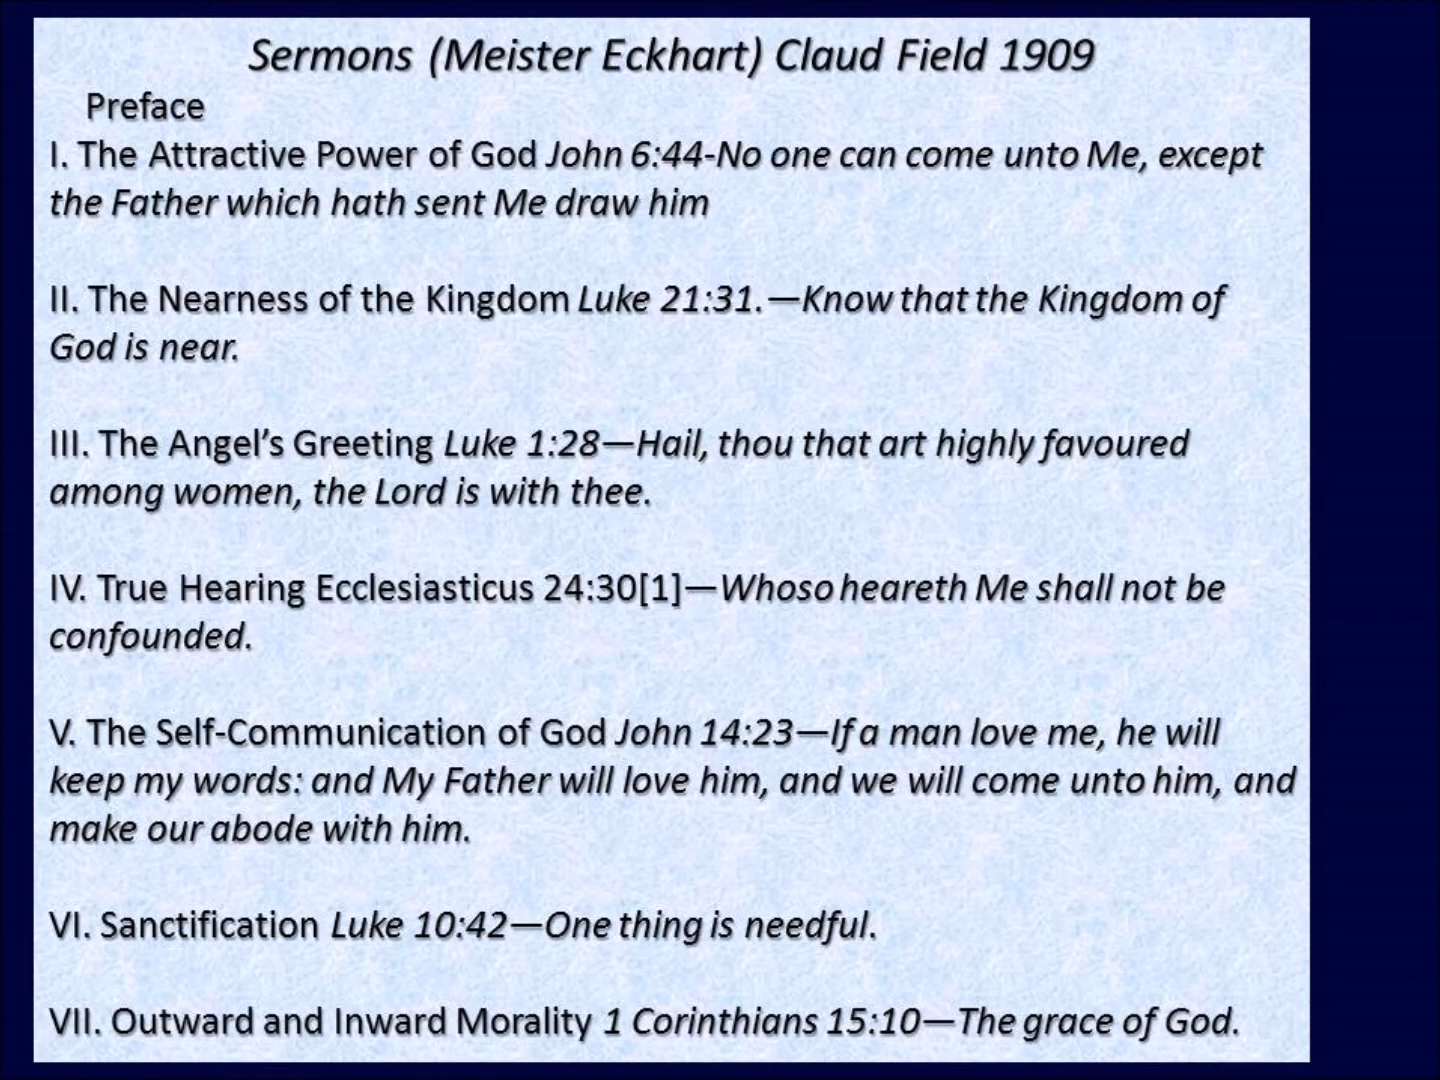 Sermons (Meister Eckhart) Claud Field 1909
Preface
I. The Attractive Power of God John 6:44-No one can come unto Me, except
the Father which hath sent Me draw him
II. The Nearness of the Kingdom Luke 21:31.—Know that the Kingdom of
God is near.
III. The Angel’s Greeting Luke 1:28—Hail, thou that art highly favoured
among women, the Lord is with thee.
IV. True Hearing Ecclesiasticus 24:30[1]—Whoso heareth Me shall not be
confounded.
V. The Self-Communication of God John 14:23—If a man love me, he will
keep my words: and My Father will love him, and we will come unto him, and
make our abode with him.
VI. Sanctification Luke 10:42—One thing is needful.
VII. Outward and Inward Morality 1 Corinthians 15:10—The grace of God.